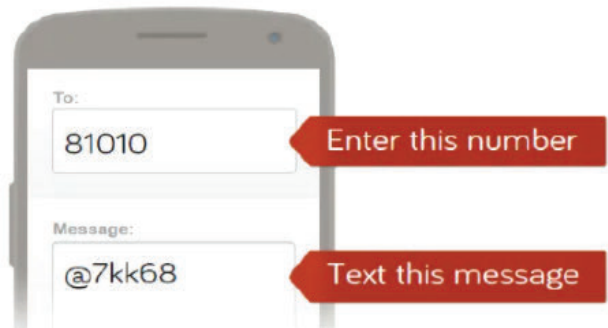 To:
81010
Enter this number
Message:
@7kk68
Text this message